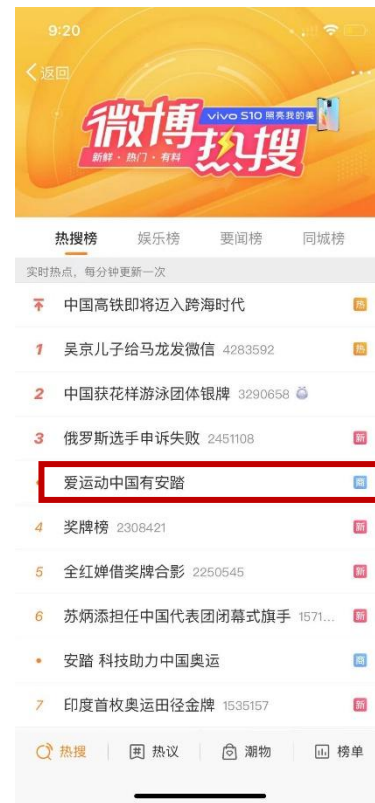 9:20
返回
微博热搜
vivo S10 照亮我的美
新鲜·热门·有料
热搜榜 娱乐榜 要闻榜 同城榜
实时热点，每分钟更新一次
中国高铁即将迈入跨海时代 热
1 吴京儿子给马龙发微信 4283592 热
2 中国获花样游泳团体银牌 3290658
3 俄罗斯选手申诉失败 2451108 新
• 爱运动中国有安踏 商
4 奖牌榜 2308421 新
5 全红婵借奖牌合影 2250545 新
6 苏炳添担任中国代表团闭幕式旗手 1571... 新
• 安踏 科技助力中国奥运 商
7 印度首枚奥运田径金牌 1535157 新
热搜 热议 潮物 榜单